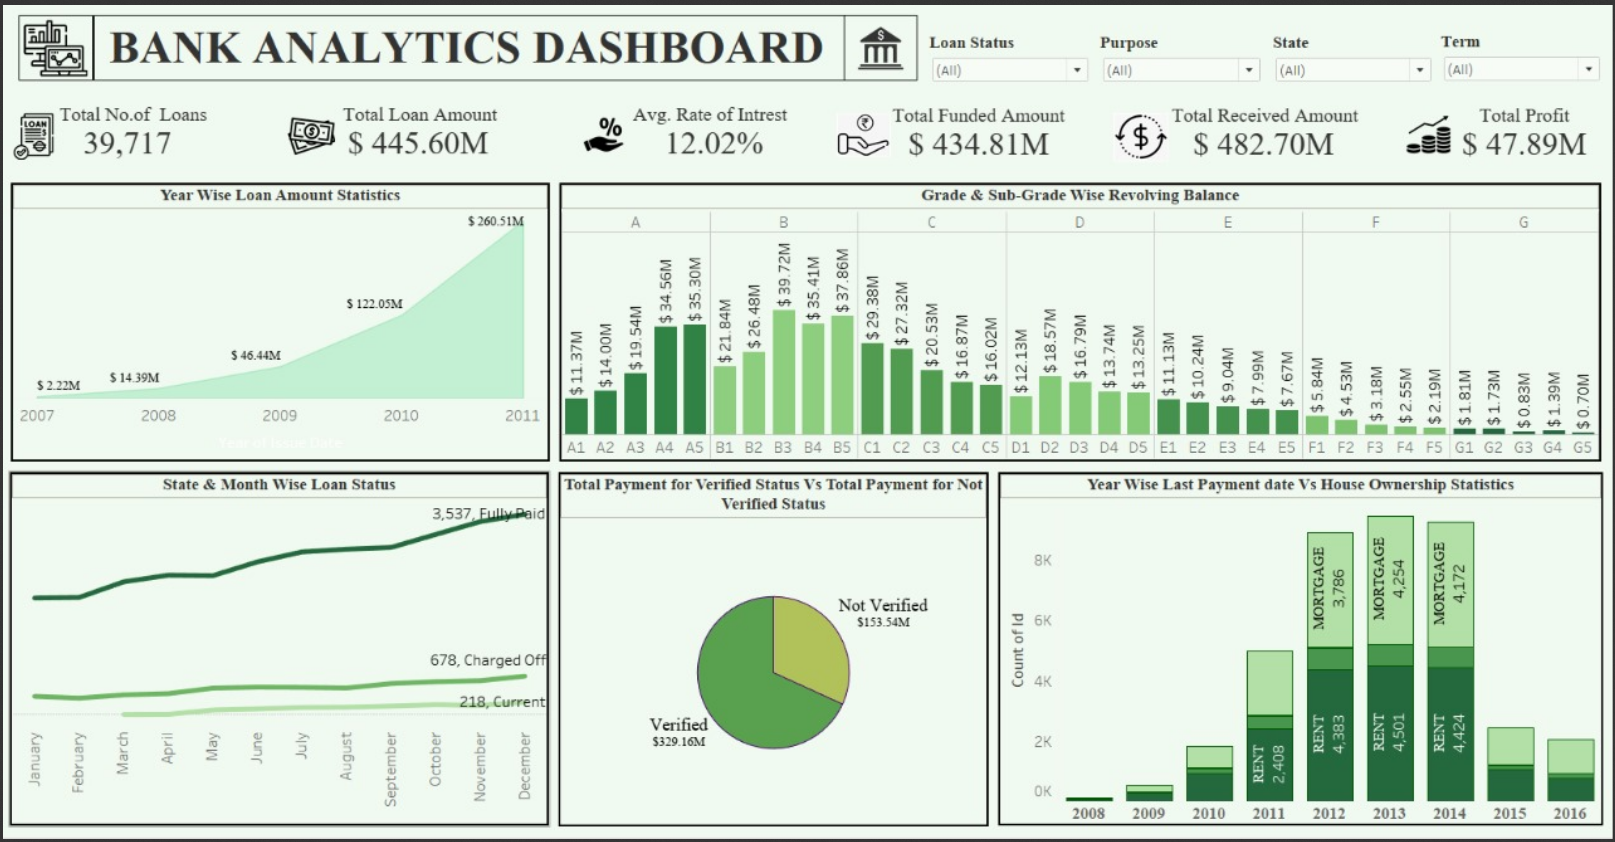 BANK ANALYTICS DASHBOARD
Loan Status Purpose State Term
(All) (All) (All) (All)
LOAN
%
₹
$
Total No.of Loans
39,717
Total Loan Amount
$ 445.60M
Avg. Rate of Intrest
12.02%
Total Funded Amount
$ 434.81M
Total Received Amount
$ 482.70M
Total Profit
$ 47.89M
Year Wise Loan Amount Statistics
$ 260.51M
$ 122.05M
$ 46.44M
$ 14.39M
$ 2.22M
2007 2008 2009 2010 2011
Year of Issue Date
Grade & Sub-Grade Wise Revolving Balance
A B C D E F G
$ 11.37M $ 14.00M $ 19.54M $ 34.56M $ 35.30M $ 21.84M $ 26.48M $ 39.72M $ 35.41M $ 37.86M $ 29.38M $ 27.32M $ 20.53M $ 16.87M $ 16.02M $ 12.13M $ 18.57M $ 16.79M $ 13.74M $ 13.25M $ 11.13M $ 10.24M $ 9.04M $ 7.99M $ 7.67M $ 5.84M $ 4.53M $ 3.18M $ 2.55M $ 2.19M $ 1.81M $ 1.73M $ 0.83M $ 1.39M $ 0.70M
A1 A2 A3 A4 A5 B1 B2 B3 B4 B5 C1 C2 C3 C4 C5 D1 D2 D3 D4 D5 E1 E2 E3 E4 E5 F1 F2 F3 F4 F5 G1 G2 G3 G4 G5
State & Month Wise Loan Status
3,537, Fully Paid
678, Charged Off
218, Current
January February March April May June July August September October November December
Total Payment for Verified Status Vs Total Payment for Not
Verified Status
Not Verified
$153.54M
Verified
$329.16M
Year Wise Last Payment date Vs House Ownership Statistics
Count of Id
8K
6K
4K
2K
0K
RENT
2,408
MORTGAGE
3,786
RENT
4,383
MORTGAGE
4,254
RENT
4,501
MORTGAGE
4,172
RENT
4,424
2008 2009 2010 2011 2012 2013 2014 2015 2016